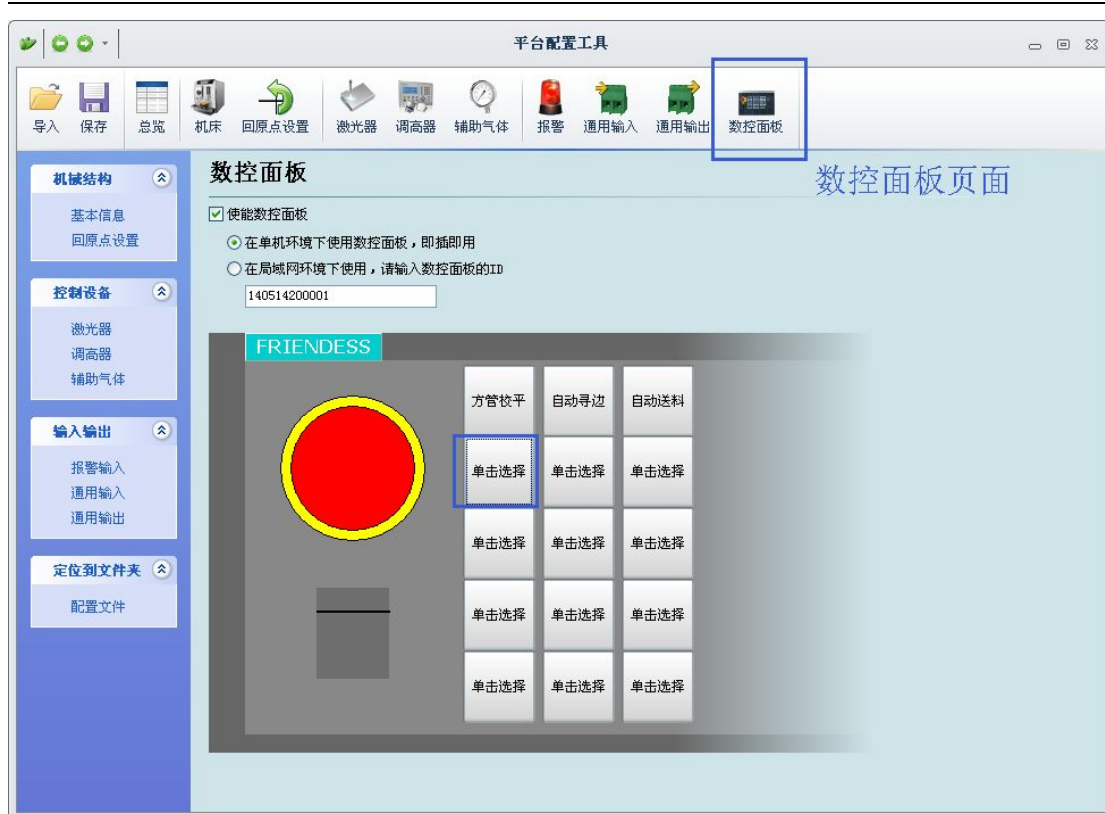 平台配置工具
导入 保存 总览 机床 回原点设置 激光器 调高器 辅助气体 报警 通用输入 通用输出 数控面板
数控面板页面
机械结构
基本信息
回原点设置
控制设备
激光器
调高器
辅助气体
输入输出
报警输入
通用输入
通用输出
定位到文件夹
配置文件
数控面板
使能数控面板
在单机环境下使用数控面板，即插即用
在局域网环境下使用，请输入数控面板的ID
140514200001
FRIENDESS
方管校平 自动寻边 自动送料
单击选择 单击选择 单击选择
单击选择 单击选择 单击选择
单击选择 单击选择 单击选择
单击选择 单击选择 单击选择